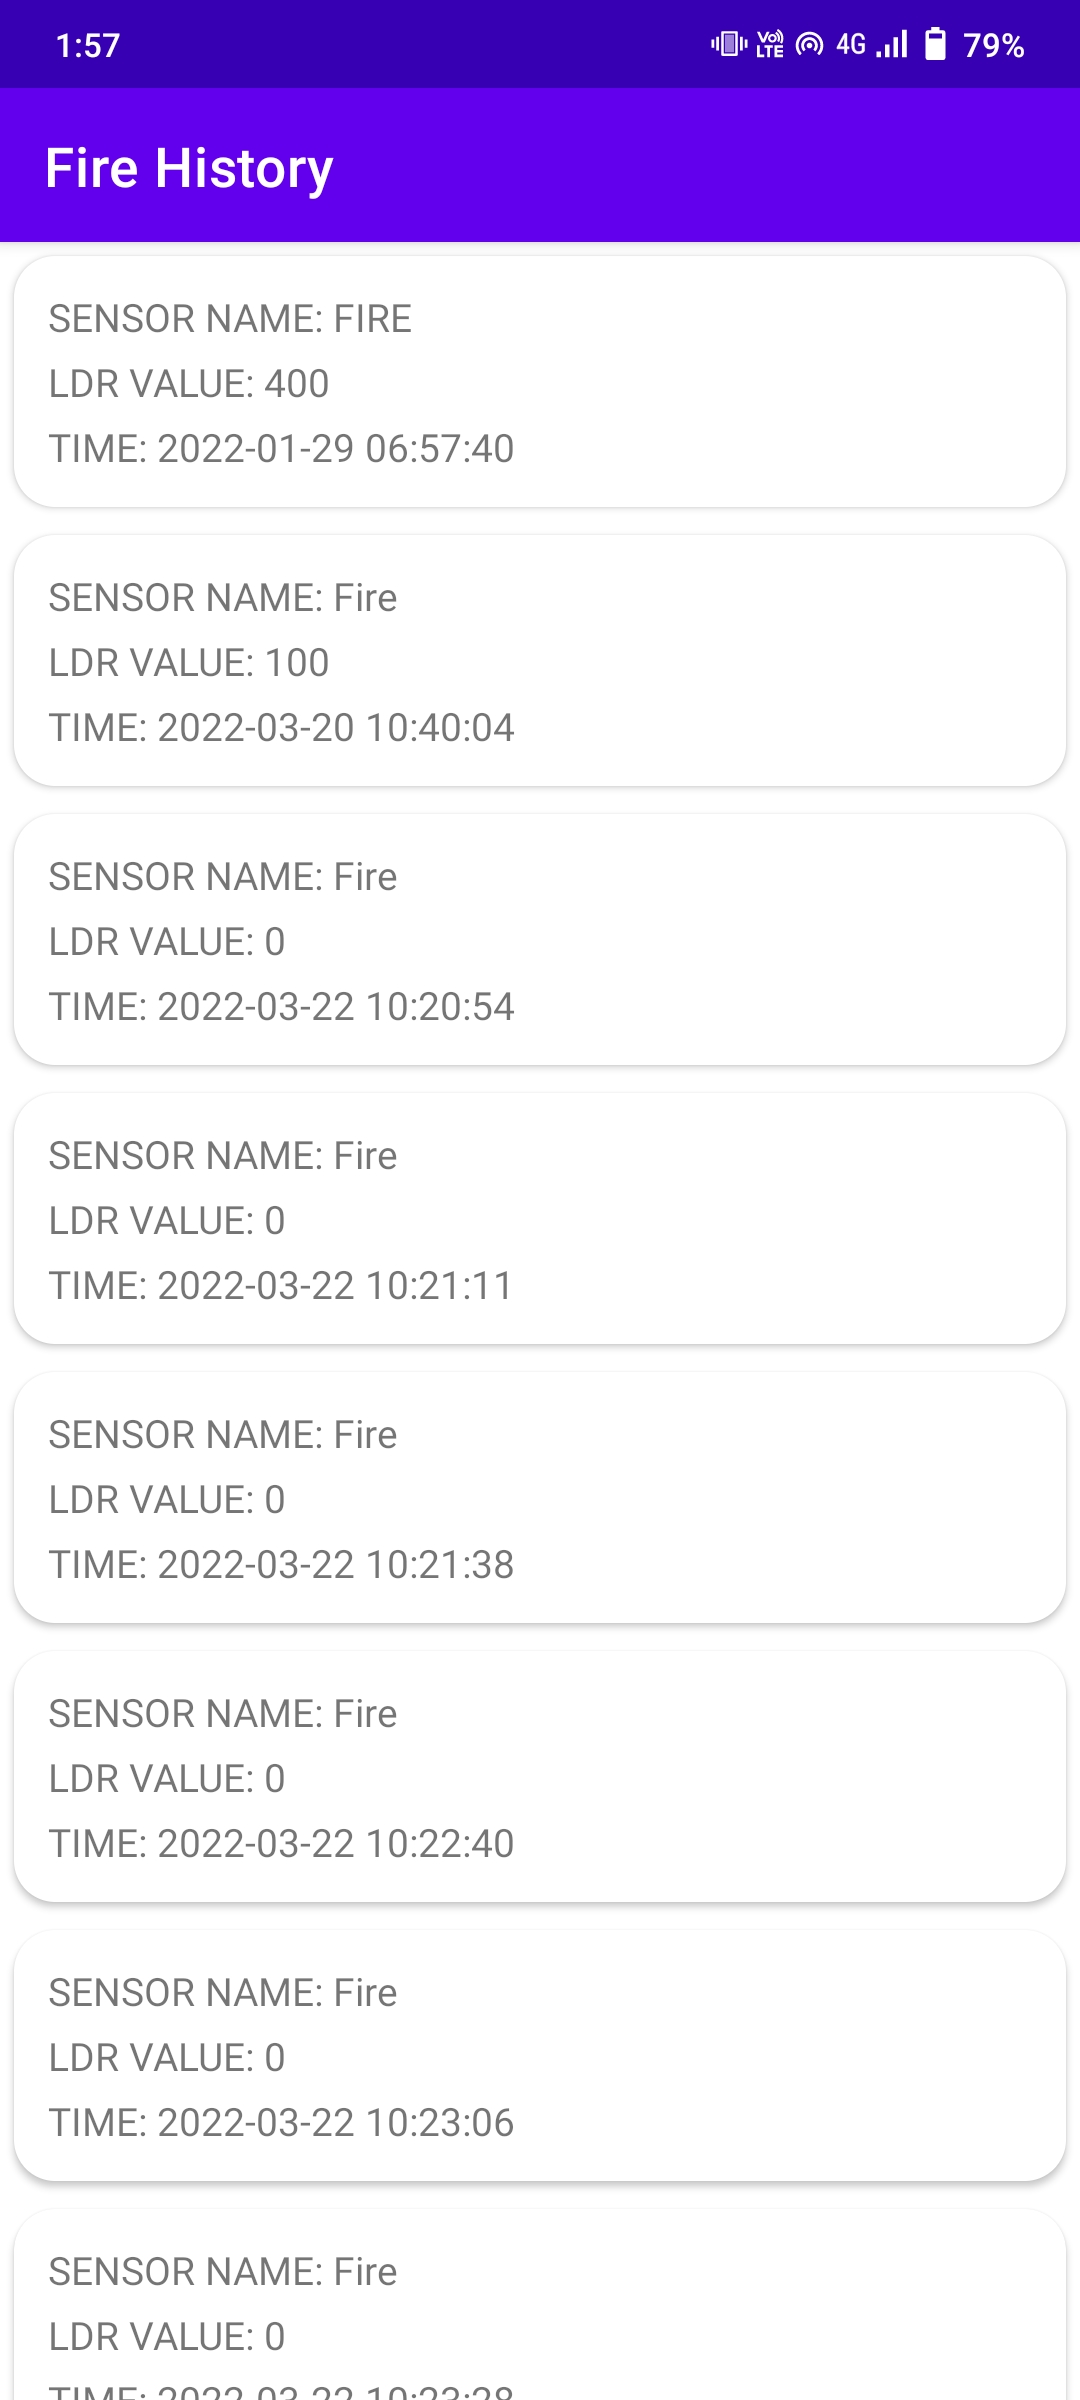 1:57
Vo) LTE 4G 79%
Fire History
SENSOR NAME: FIRE
LDR VALUE: 400
TIME: 2022-01-29 06:57:40
SENSOR NAME: Fire
LDR VALUE: 100
TIME: 2022-03-20 10:40:04
SENSOR NAME: Fire
LDR VALUE: 0
TIME: 2022-03-22 10:20:54
SENSOR NAME: Fire
LDR VALUE: 0
TIME: 2022-03-22 10:21:11
SENSOR NAME: Fire
LDR VALUE: 0
TIME: 2022-03-22 10:21:38
SENSOR NAME: Fire
LDR VALUE: 0
TIME: 2022-03-22 10:22:40
SENSOR NAME: Fire
LDR VALUE: 0
TIME: 2022-03-22 10:23:06
SENSOR NAME: Fire
LDR VALUE: 0
TIME: 2022-03-22